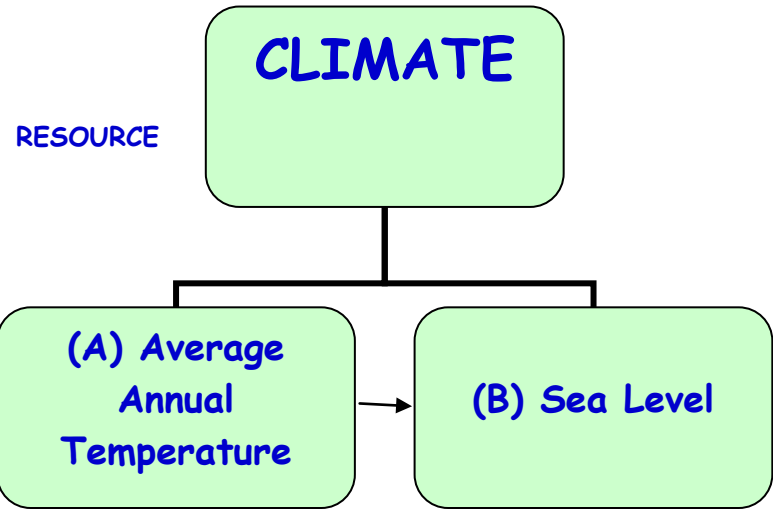 CLIMATE
RESOURCE
(A) Average
Annual
Temperature
(B) Sea Level